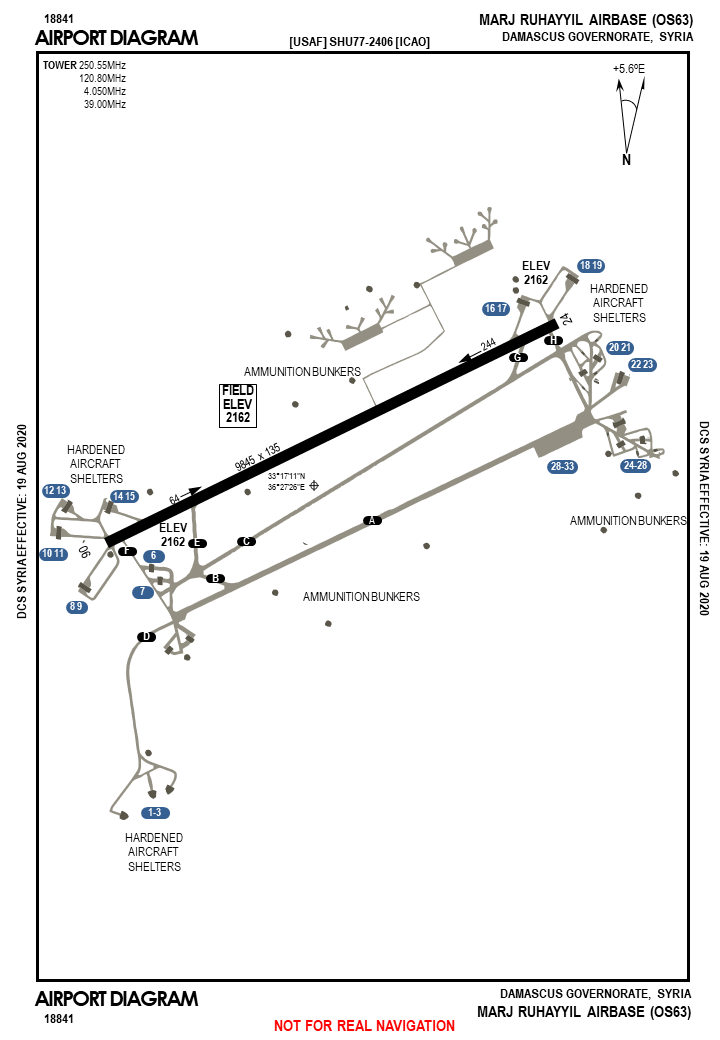 18841
AIRPORT DIAGRAM
[USAF] SHU77-2406 [ICAO]
MARJ RUHAYYIL AIRBASE (OS63)
DAMASCUS GOVERNORATE, SYRIA
TOWER 250.55MHz
120.80MHz
4.050MHz
39.00MHz
+5.6ºE
N
ELEV
2162
18 19
HARDENED
AIRCRAFT
SHELTERS
16 17
24
244
H
G
20 21
22 23
AMMUNITION BUNKERS
FIELD
ELEV
2162
9845 x 135
33°17'11"N
36°27'26"E
28-33
24-28
AMMUNITION BUNKERS
HARDENED
AIRCRAFT
SHELTERS
12 13
14 15
64
ELEV
2162
A
10 11
06
F
E
C
6
B
7
8 9
AMMUNITION BUNKERS
D
1-3
HARDENED
AIRCRAFT
SHELTERS
DCS SYRIA EFFECTIVE: 19 AUG 2020
DCS SYRIA EFFECTIVE: 19 AUG 2020
AIRPORT DIAGRAM
18841
NOT FOR REAL NAVIGATION
DAMASCUS GOVERNORATE, SYRIA
MARJ RUHAYYIL AIRBASE (OS63)